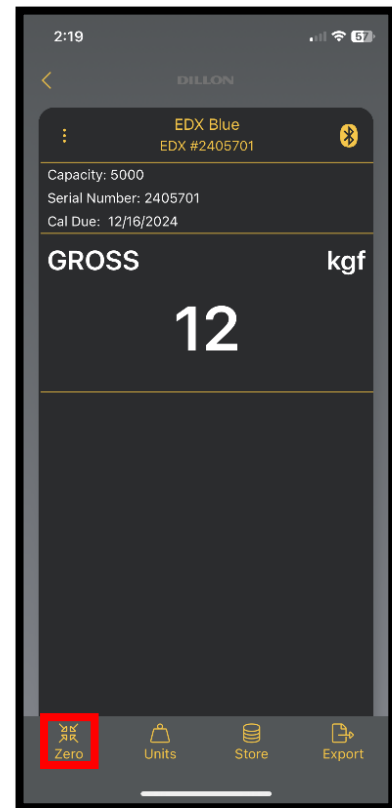 2:19
57
DILLON
EDX Blue
EDX #2405701
Capacity: 5000
Serial Number: 2405701
Cal Due: 12/16/2024
GROSS kgf
12
Zero Units Store Export